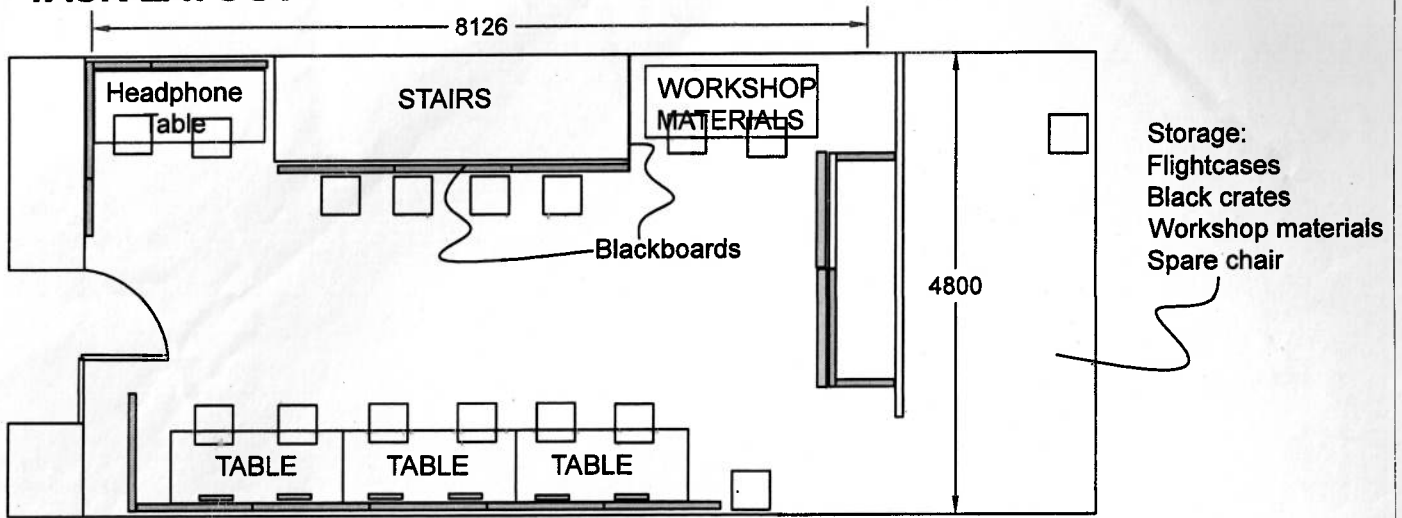 8126
Headphone
Table
STAIRS
WORKSHOP
MATERIALS
Storage:
Flightcases
Black crates
Workshop materials
Spare chair
Blackboards
4800
TABLE
TABLE
TABLE